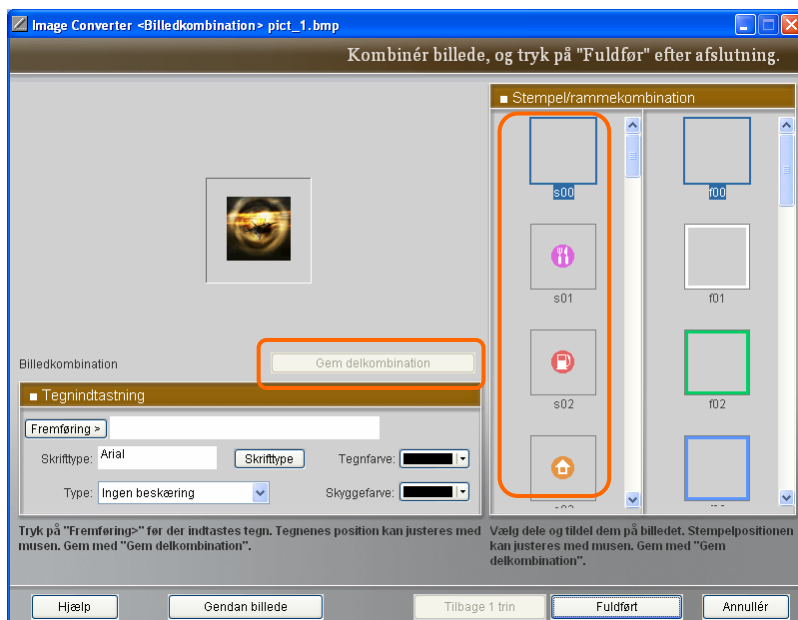 Image Converter <Billedkombination> pict_1.bmp
Kombinér billede, og tryk på "Fuldfør" efter afslutning.
Stempel/rammekombination
s00
f00
s01
f01
s02
f02
Billedkombination
Gem delkombination
Tegnindtastning
Fremføring >
Skrifttype: Arial
Skrifttype
Tegnfarve:
Type: Ingen beskæring
Skyggefarve:
Tryk på "Fremføring>" før der indtastes tegn. Tegnenes position kan justeres med
musen. Gem med "Gem delkombination".
Vælg dele og tildel dem på billedet. Stempelpositionen
kan justeres med musen. Gem med "Gem
delkombination".
Hjælp
Gendan billede
Tilbage 1 trin
Fuldført
Annullér